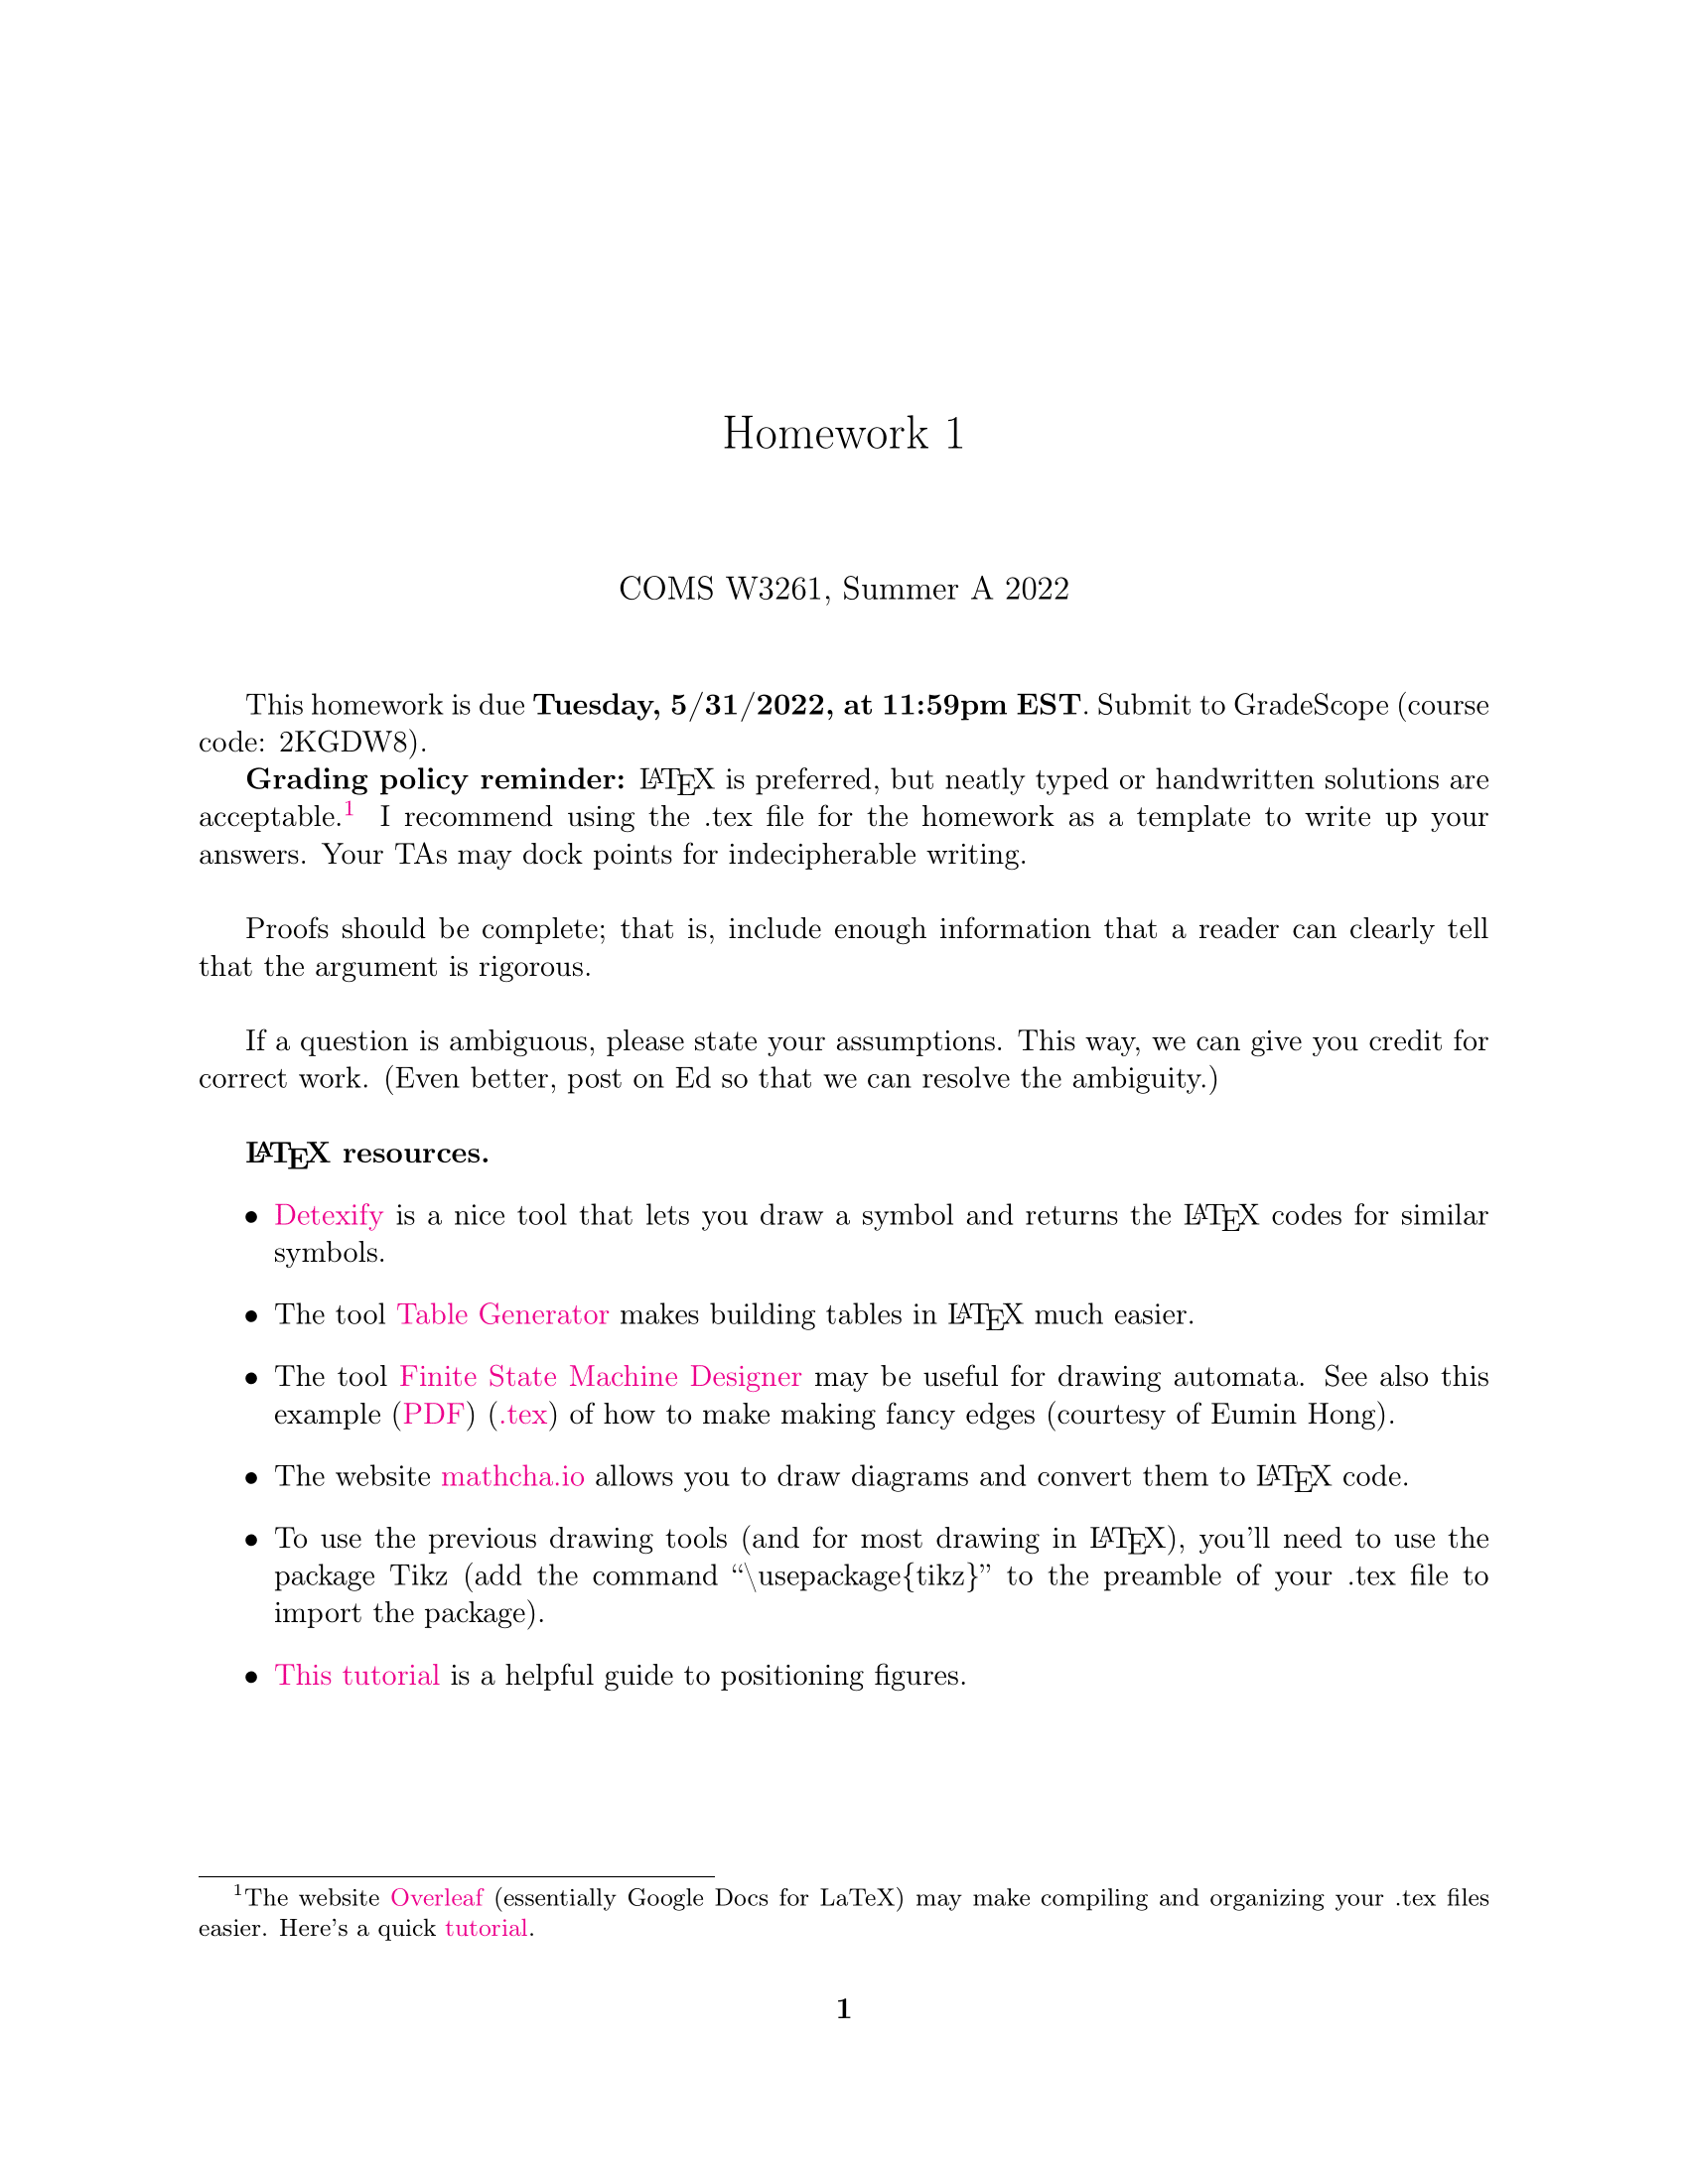 Homework 1
COMS W3261, Summer A 2022
This homework is due Tuesday, 5/31/2022, at 11:59pm EST. Submit to GradeScope (course
code: 2KGDW8).
Grading policy reminder: LATEX is preferred, but neatly typed or handwritten solutions are
acceptable.1 I recommend using the .tex file for the homework as a template to write up your
answers. Your TAs may dock points for indecipherable writing.
Proofs should be complete; that is, include enough information that a reader can clearly tell
that the argument is rigorous.
If a question is ambiguous, please state your assumptions. This way, we can give you credit for
correct work. (Even better, post on Ed so that we can resolve the ambiguity.)
LATEX resources.
• Detexify is a nice tool that lets you draw a symbol and returns the LATEX codes for similar
symbols.
• The tool Table Generator makes building tables in LATEX much easier.
• The tool Finite State Machine Designer may be useful for drawing automata. See also this
example (PDF) (.tex) of how to make making fancy edges (courtesy of Eumin Hong).
• The website mathcha.io allows you to draw diagrams and convert them to LATEX code.
• To use the previous drawing tools (and for most drawing in LATEX), you'll need to use the
package Tikz (add the command “\usepackage{tikz}” to the preamble of your .tex file to
import the package).
• This tutorial is a helpful guide to positioning figures.
1The website Overleaf (essentially Google Docs for LaTeX) may make compiling and organizing your .tex files
easier. Here's a quick tutorial.
1